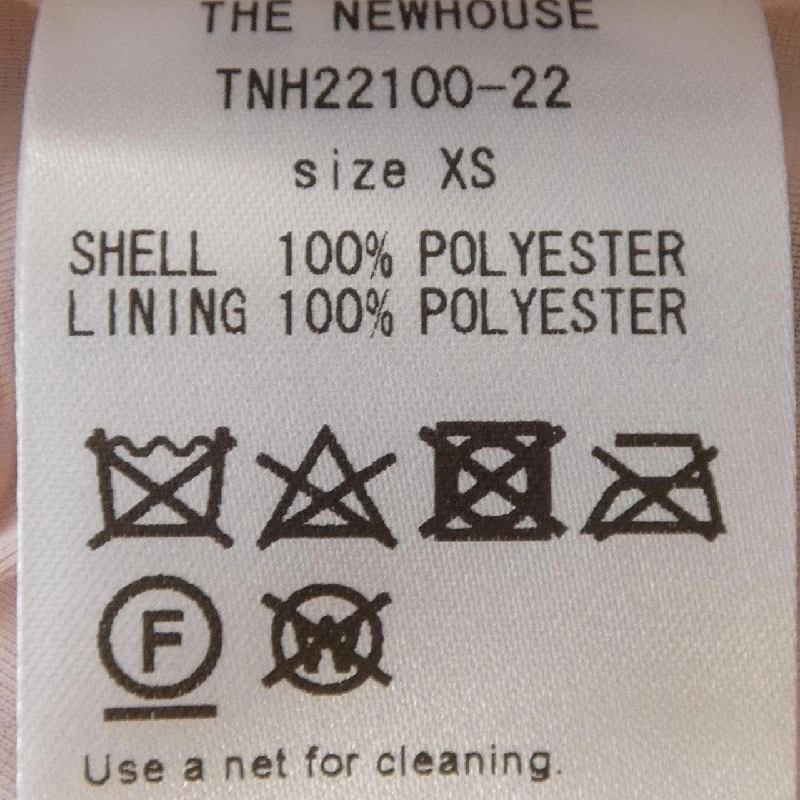 THE NEWHOUSE
TNH22100-22
size XS
SHELL 100% POLYESTER
LINING 100% POLYESTER
F W
Use a net for cleaning.